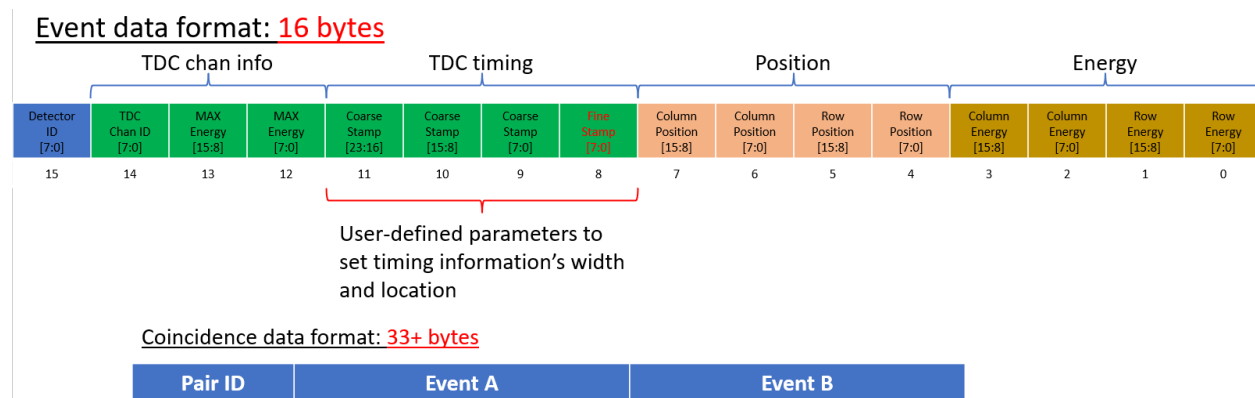 Event data format: 16 bytes
TDC chan info TDC timing Position Energy
Detector TDC MAX MAX Coarse Coarse Coarse Fine Column Column Row Row Column Column Row Row
ID Chan ID Energy Energy Stamp Stamp Stamp Stamp Position Position Position Position Energy Energy Energy Energy
[7:0] [7:0] [15:8] [7:0] [23:16] [15:8] [7:0] [7:0] [15:8] [7:0] [15:8] [7:0] [15:8] [7:0] [15:8] [7:0]
15 14 13 12 11 10 9 8 7 6 5 4 3 2 1 0
User-defined parameters to
set timing information's width
and location
Coincidence data format: 33+ bytes
Pair ID Event A Event B